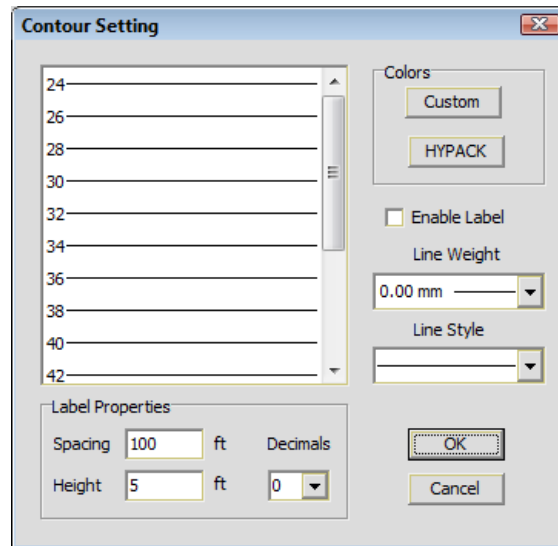 Contour Setting
24
26
28
30
32
34
36
38
40
42
Colors
Custom
HYPACK
Enable Label
Line Weight
0.00 mm
Line Style
Label Properties
Spacing 100 ft Decimals
Height 5 ft 0
OK
Cancel